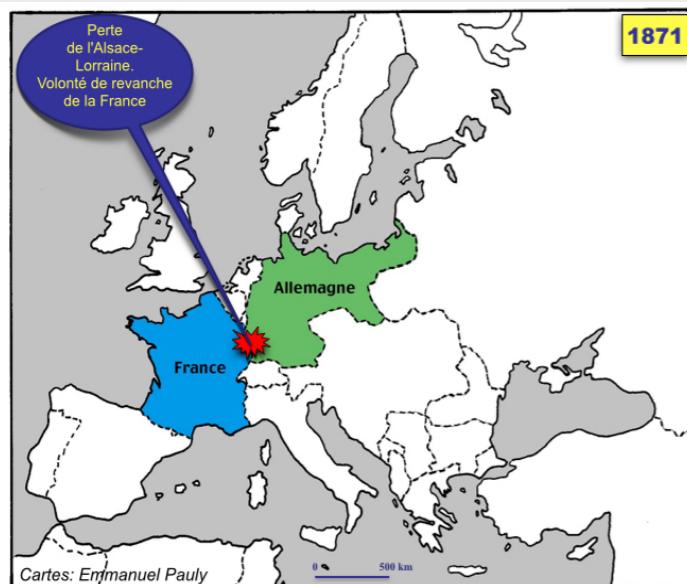 Perte
de l'Alsace-
Lorraine.
Volonté de revanche
de la France
1871
Allemagne
France
Cartes: Emmanuel Pauly
0 500 km